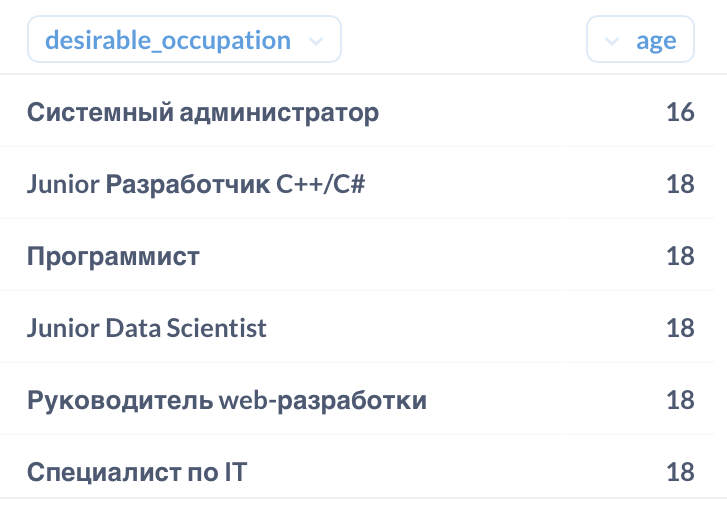 desirable_occupation age
Системный администратор 16
Junior Разработчик C++/C# 18
Программист 18
Junior Data Scientist 18
Руководитель web-разработки 18
Специалист по IT 18